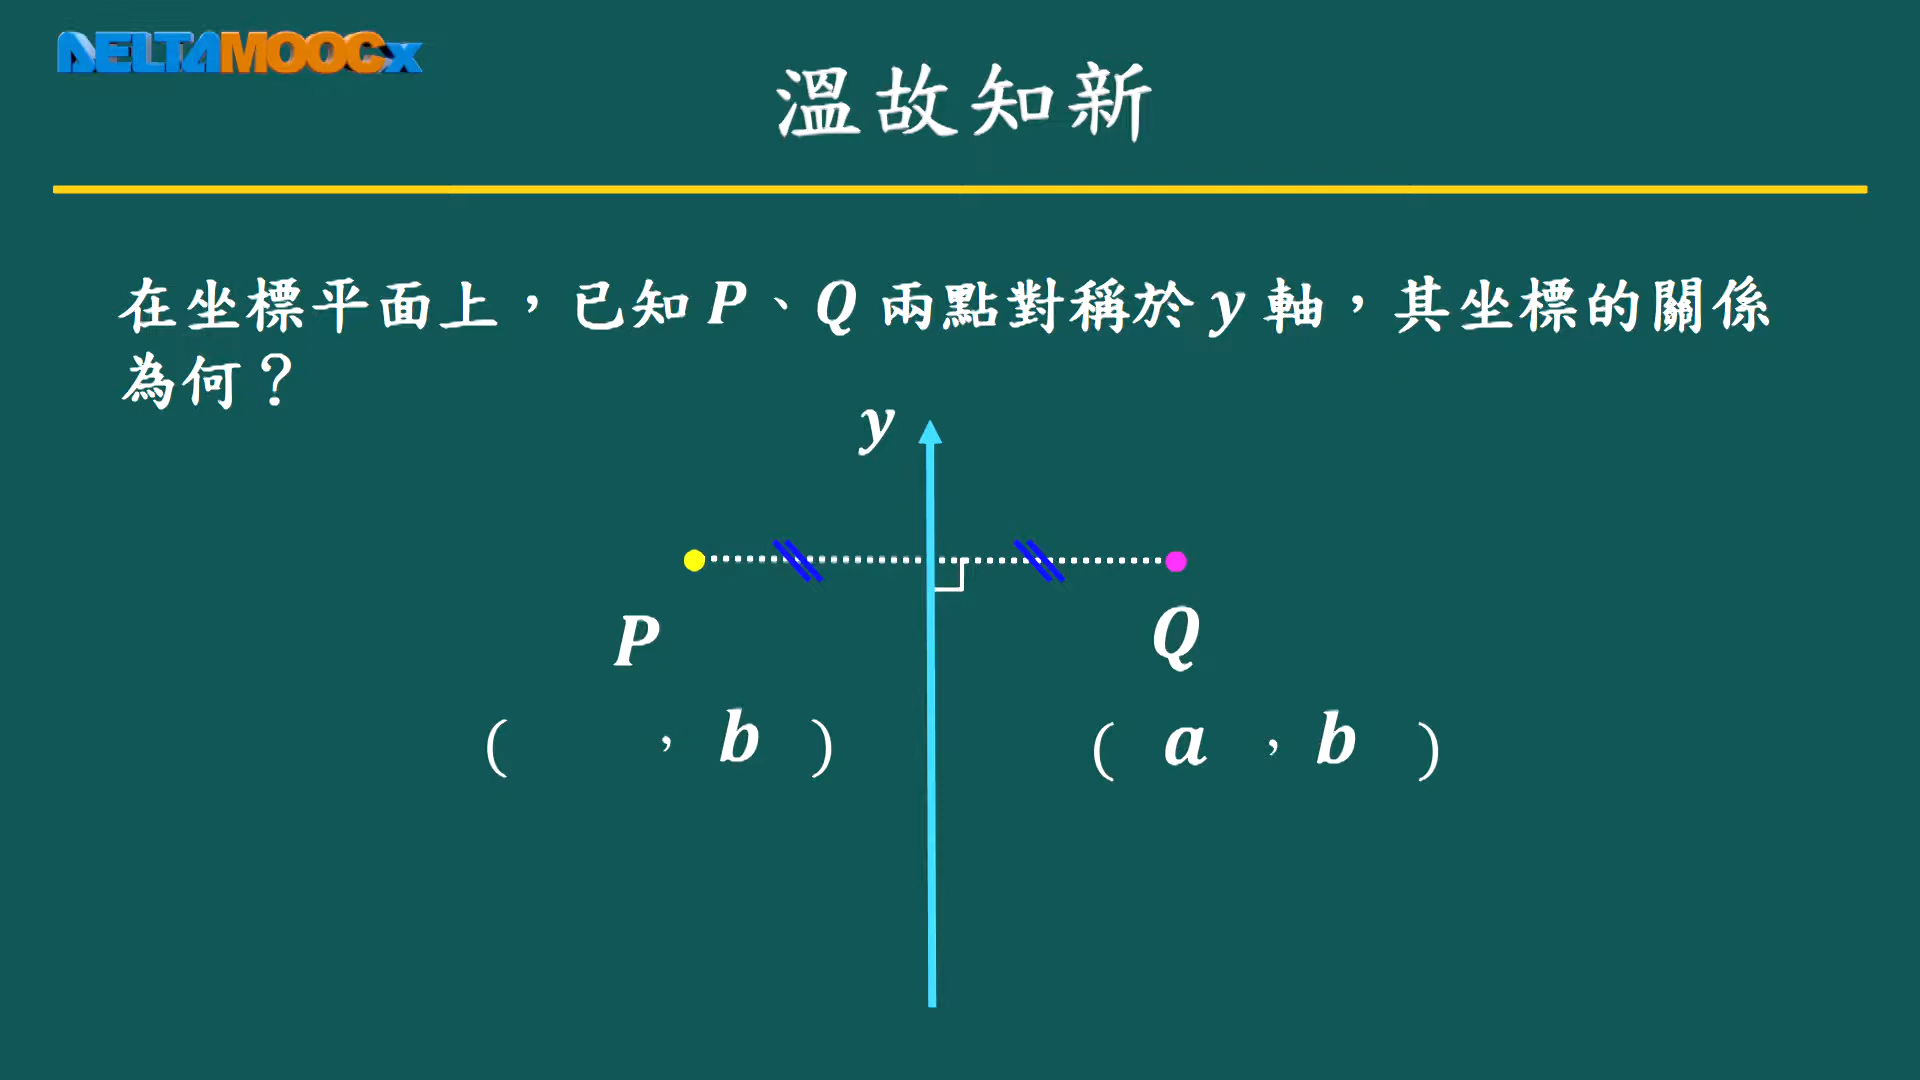 DELTAMOOCx
溫故知新
在坐標平面上，已知 P、Q 兩點對稱於 y 軸，其坐標的關係
為何？
y
P
Q
( ，b )
( a ，b )